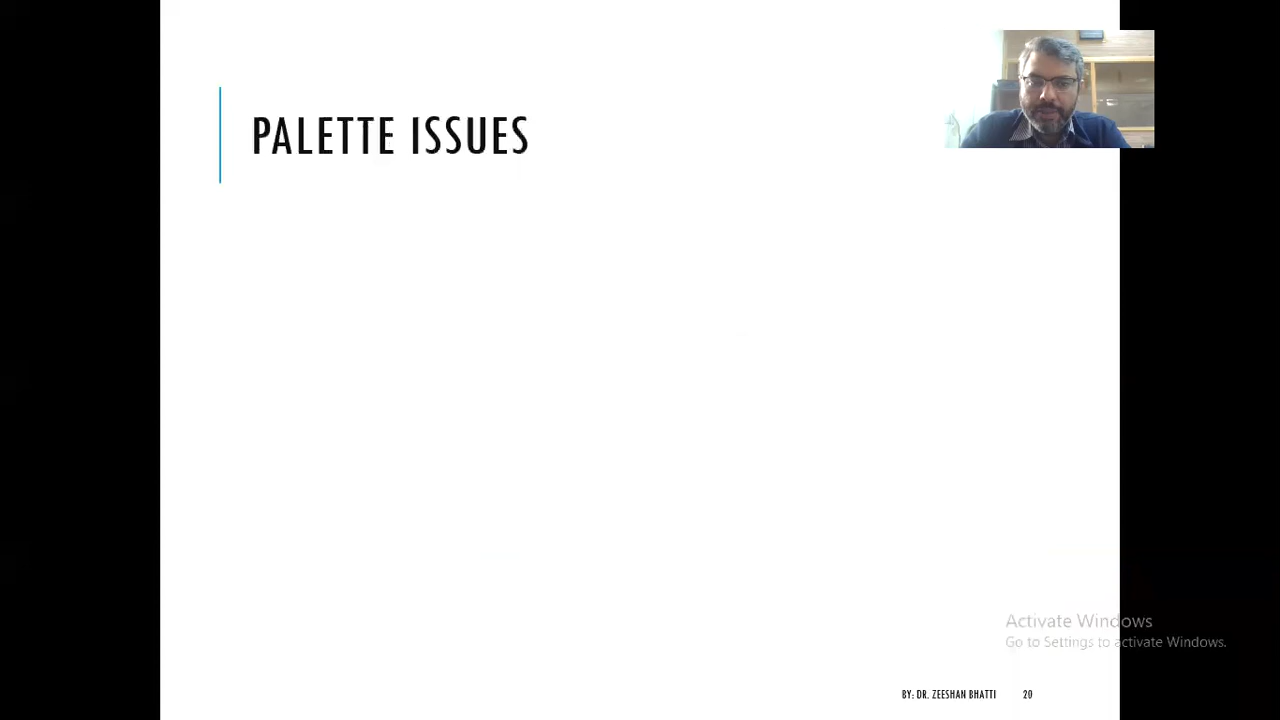 PALETTE ISSUES
Activate Windows
Go to Settings to activate Windows.
BY: DR. ZEESHAN BHATTI 20